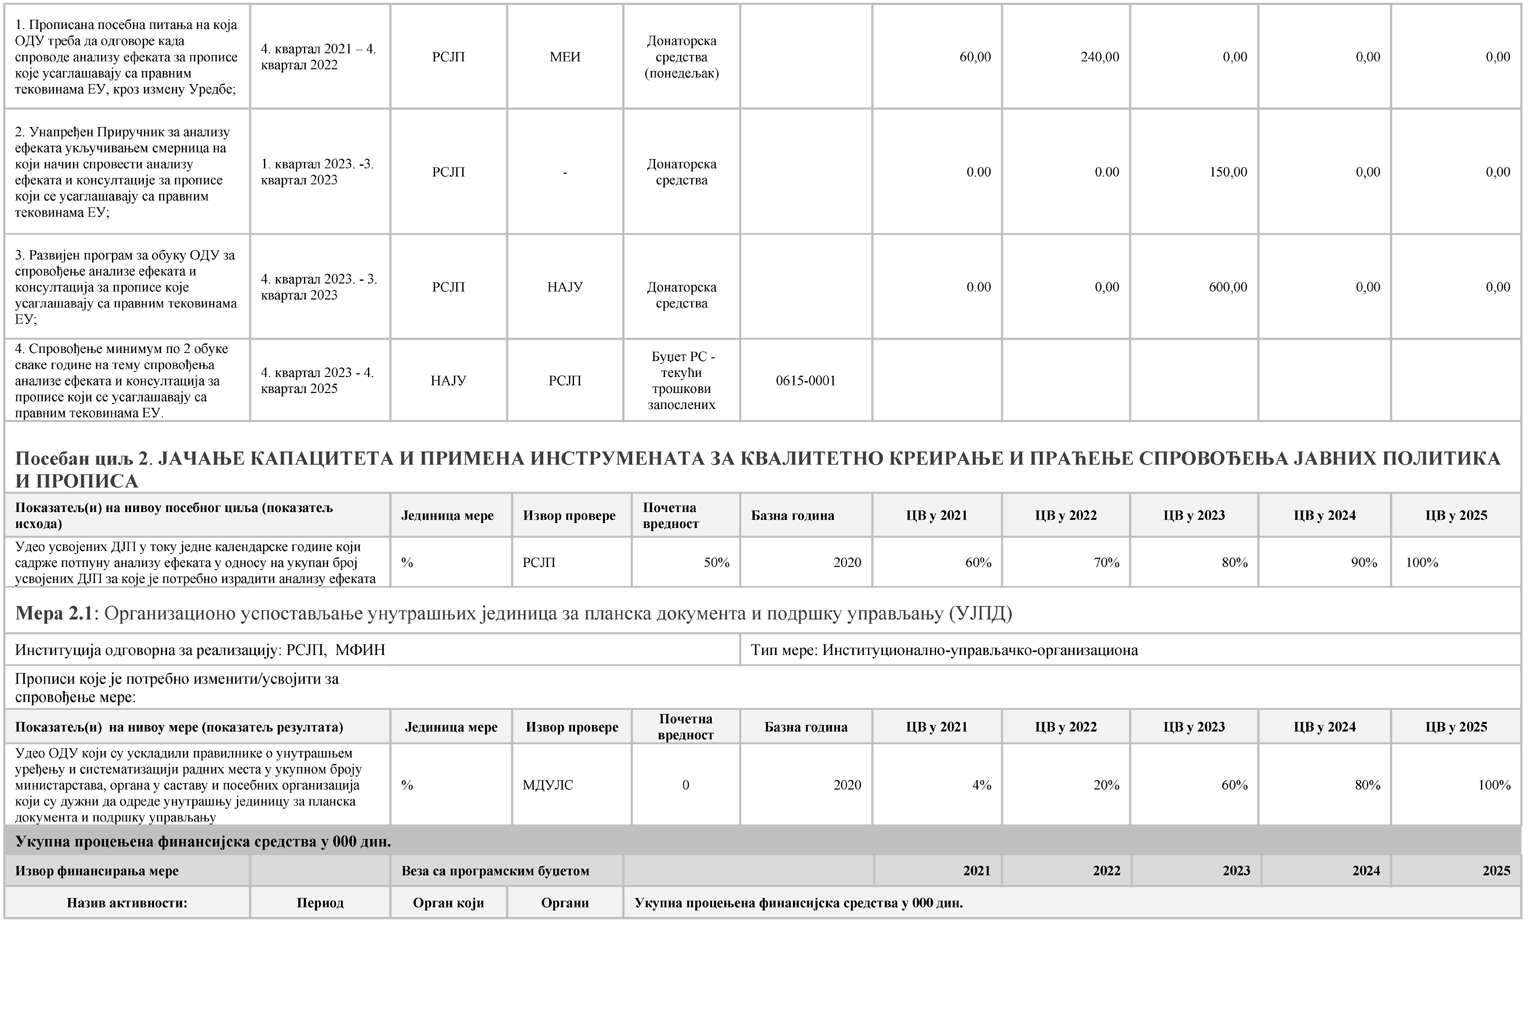 1. Прописана посебна питања на која
ОДУ треба да одговоре када
спроводе анализу ефеката за прописе
које усаглашавају са правним
тековинама ЕУ, кроз измену Уредбе;
4. квартал 2021 – 4.
квартал 2022
РСЈП
МЕИ
Донаторска
средства
(понедељак)
60,00
240,00
0,00
0,00
0,00
2. Унапређен Приручник за анализу
ефеката укључивањем смерница на
који начин спровести анализу
ефеката и консултације за прописе
који се усаглашавају са правним
тековинама ЕУ;
1. квартал 2023. -3.
квартал 2023
РСЈП
-
Донаторска
средства
0.00
0.00
150,00
0,00
0,00
3. Развијен програм за обуку ОДУ за
спровођење анализе ефеката и
консултација за прописе које
усаглашавају са правним тековинама
ЕУ;
4. квартал 2023. - 3.
квартал 2023
РСЈП
НАЈУ
Донаторска
средства
0.00
0,00
600,00
0,00
0,00
4. Спровођење минимум по 2 обуке
сваке године на тему спровођења
анализе ефеката и консултација за
прописе који се усаглашавају са
правним тековинама ЕУ.
4. квартал 2023 - 4.
квартал 2025
НАЈУ
РСЈП
Буџет РС -
текући
трошкови
запослених
0615-0001
Посебан циљ 2. ЈАЧАЊЕ КАПАЦИТЕТА И ПРИМЕНА ИНСТРУМЕНАТА ЗА КВАЛИТЕТНО КРЕИРАЊЕ И ПРАЋЕЊЕ СПРОВОЂЕЊА ЈАВНИХ ПОЛИТИКА
И ПРОПИСА
Показатељ(и) на нивоу посебног циља (показатељ
исхода)
Јединица мере
Извор провере
Почетна
вредност
Базна година
ЦВ у 2021
ЦВ у 2022
ЦВ у 2023
ЦВ у 2024
ЦВ у 2025
Удео усвојених ДЈП у току једне календарске године који
садрже потпуну анализу ефеката у односу на укупан број
усвојених ДЈП за које је потребно израдити анализу ефеката
%
РСЈП
50%
2020
60%
70%
80%
90%
100%
Мера 2.1: Организационо успостављање унутрашњих јединица за планска документа и подршку управљању (УЈПД)
Институција одговорна за реализацију: РСЈП, МФИН
Тип мере: Институционално-управљачко-организациона
Прописи које је потребно изменити/усвојити за
спровођење мере:
Показатељ(и) на нивоу мере (показатељ резултата)
Јединица мере
Извор провере
Почетна
вредност
Базна година
ЦВ у 2021
ЦВ у 2022
ЦВ у 2023
ЦВ у 2024
ЦВ у 2025
Удео ОДУ који су ускладили правилнике о унутрашњем
уређењу и систематизацији радних места у укупном броју
министарстава, органа у саставу и посебних организација
који су дужни да одреде унутрашњу јединицу за планска
документа и подршку управљању
%
МДУЛС
0
2020
4%
20%
60%
80%
100%
Укупна процењена финансијска средства у 000 дин.
Извор финансирања мере
Веза са програмским буџетом
2021
2022
2023
2024
2025
Назив активности:
Период
Орган који
Органи
Укупна процењена финансијска средства у 000 дин.